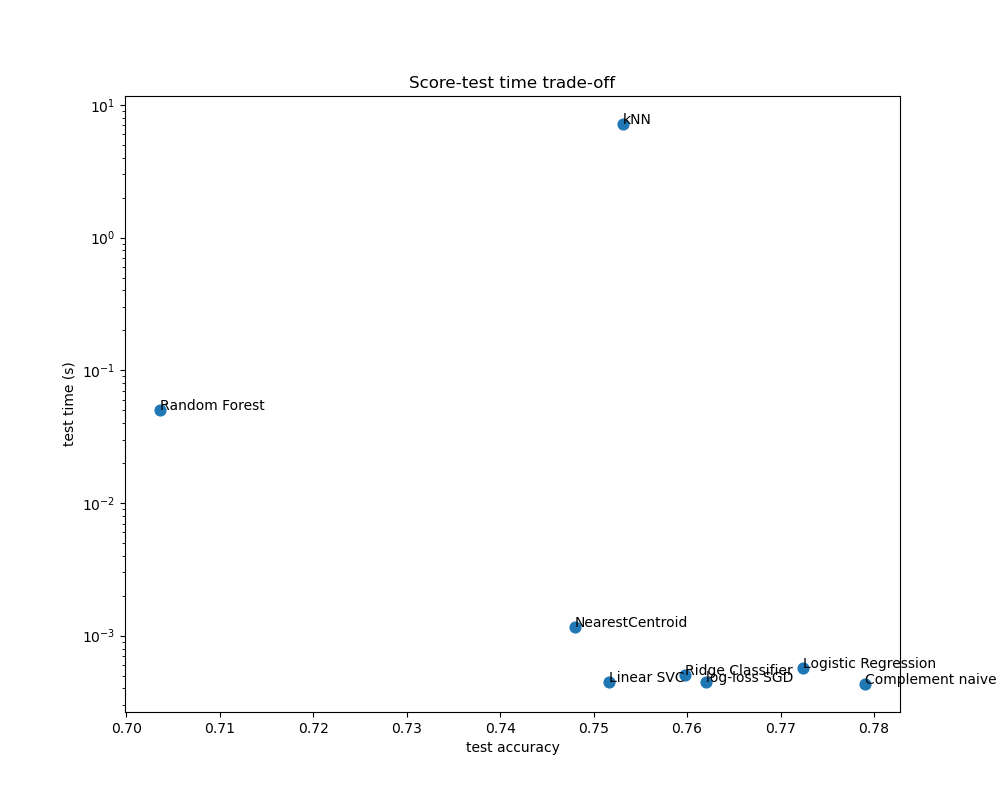 Score-test time trade-off
10¹
kNN
10⁰
test time (s)
10⁻¹
Random Forest
10⁻²
10⁻³
NearestCentroid
Logistic Regression
Ridge Classifier
Linear SVC
log-loss SGD
Complement naive
0.70 0.71 0.72 0.73 0.74 0.75 0.76 0.77 0.78
test accuracy